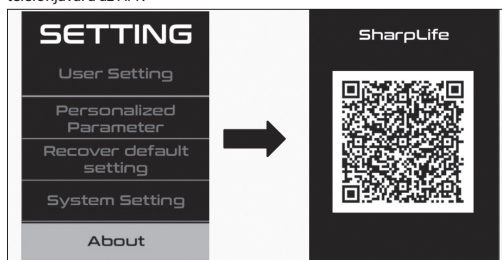 SETTING
User Setting
Personalized
Parameter
Recover default
setting
System Setting
About
SharpLife